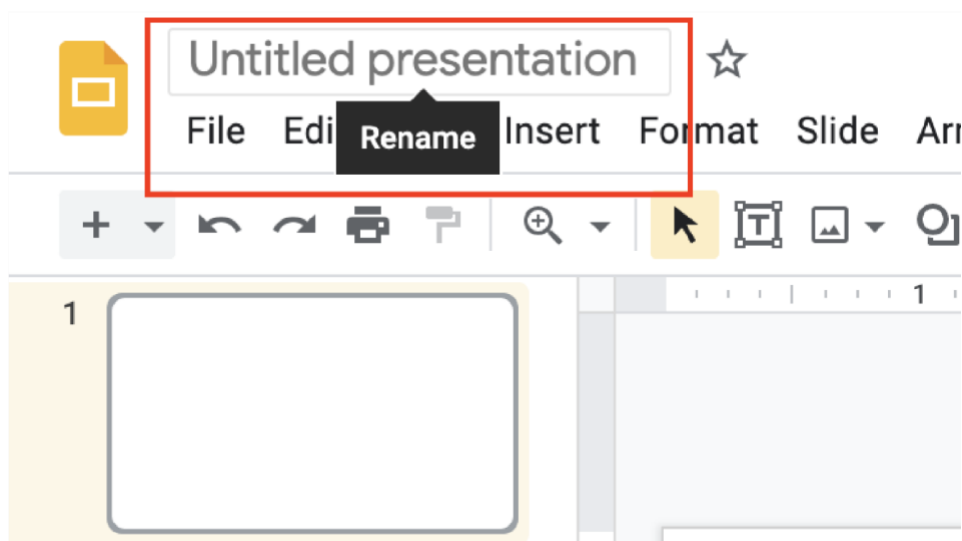 Untitled presentation
File Edi Insert Format Slide Arr
Rename
1
1